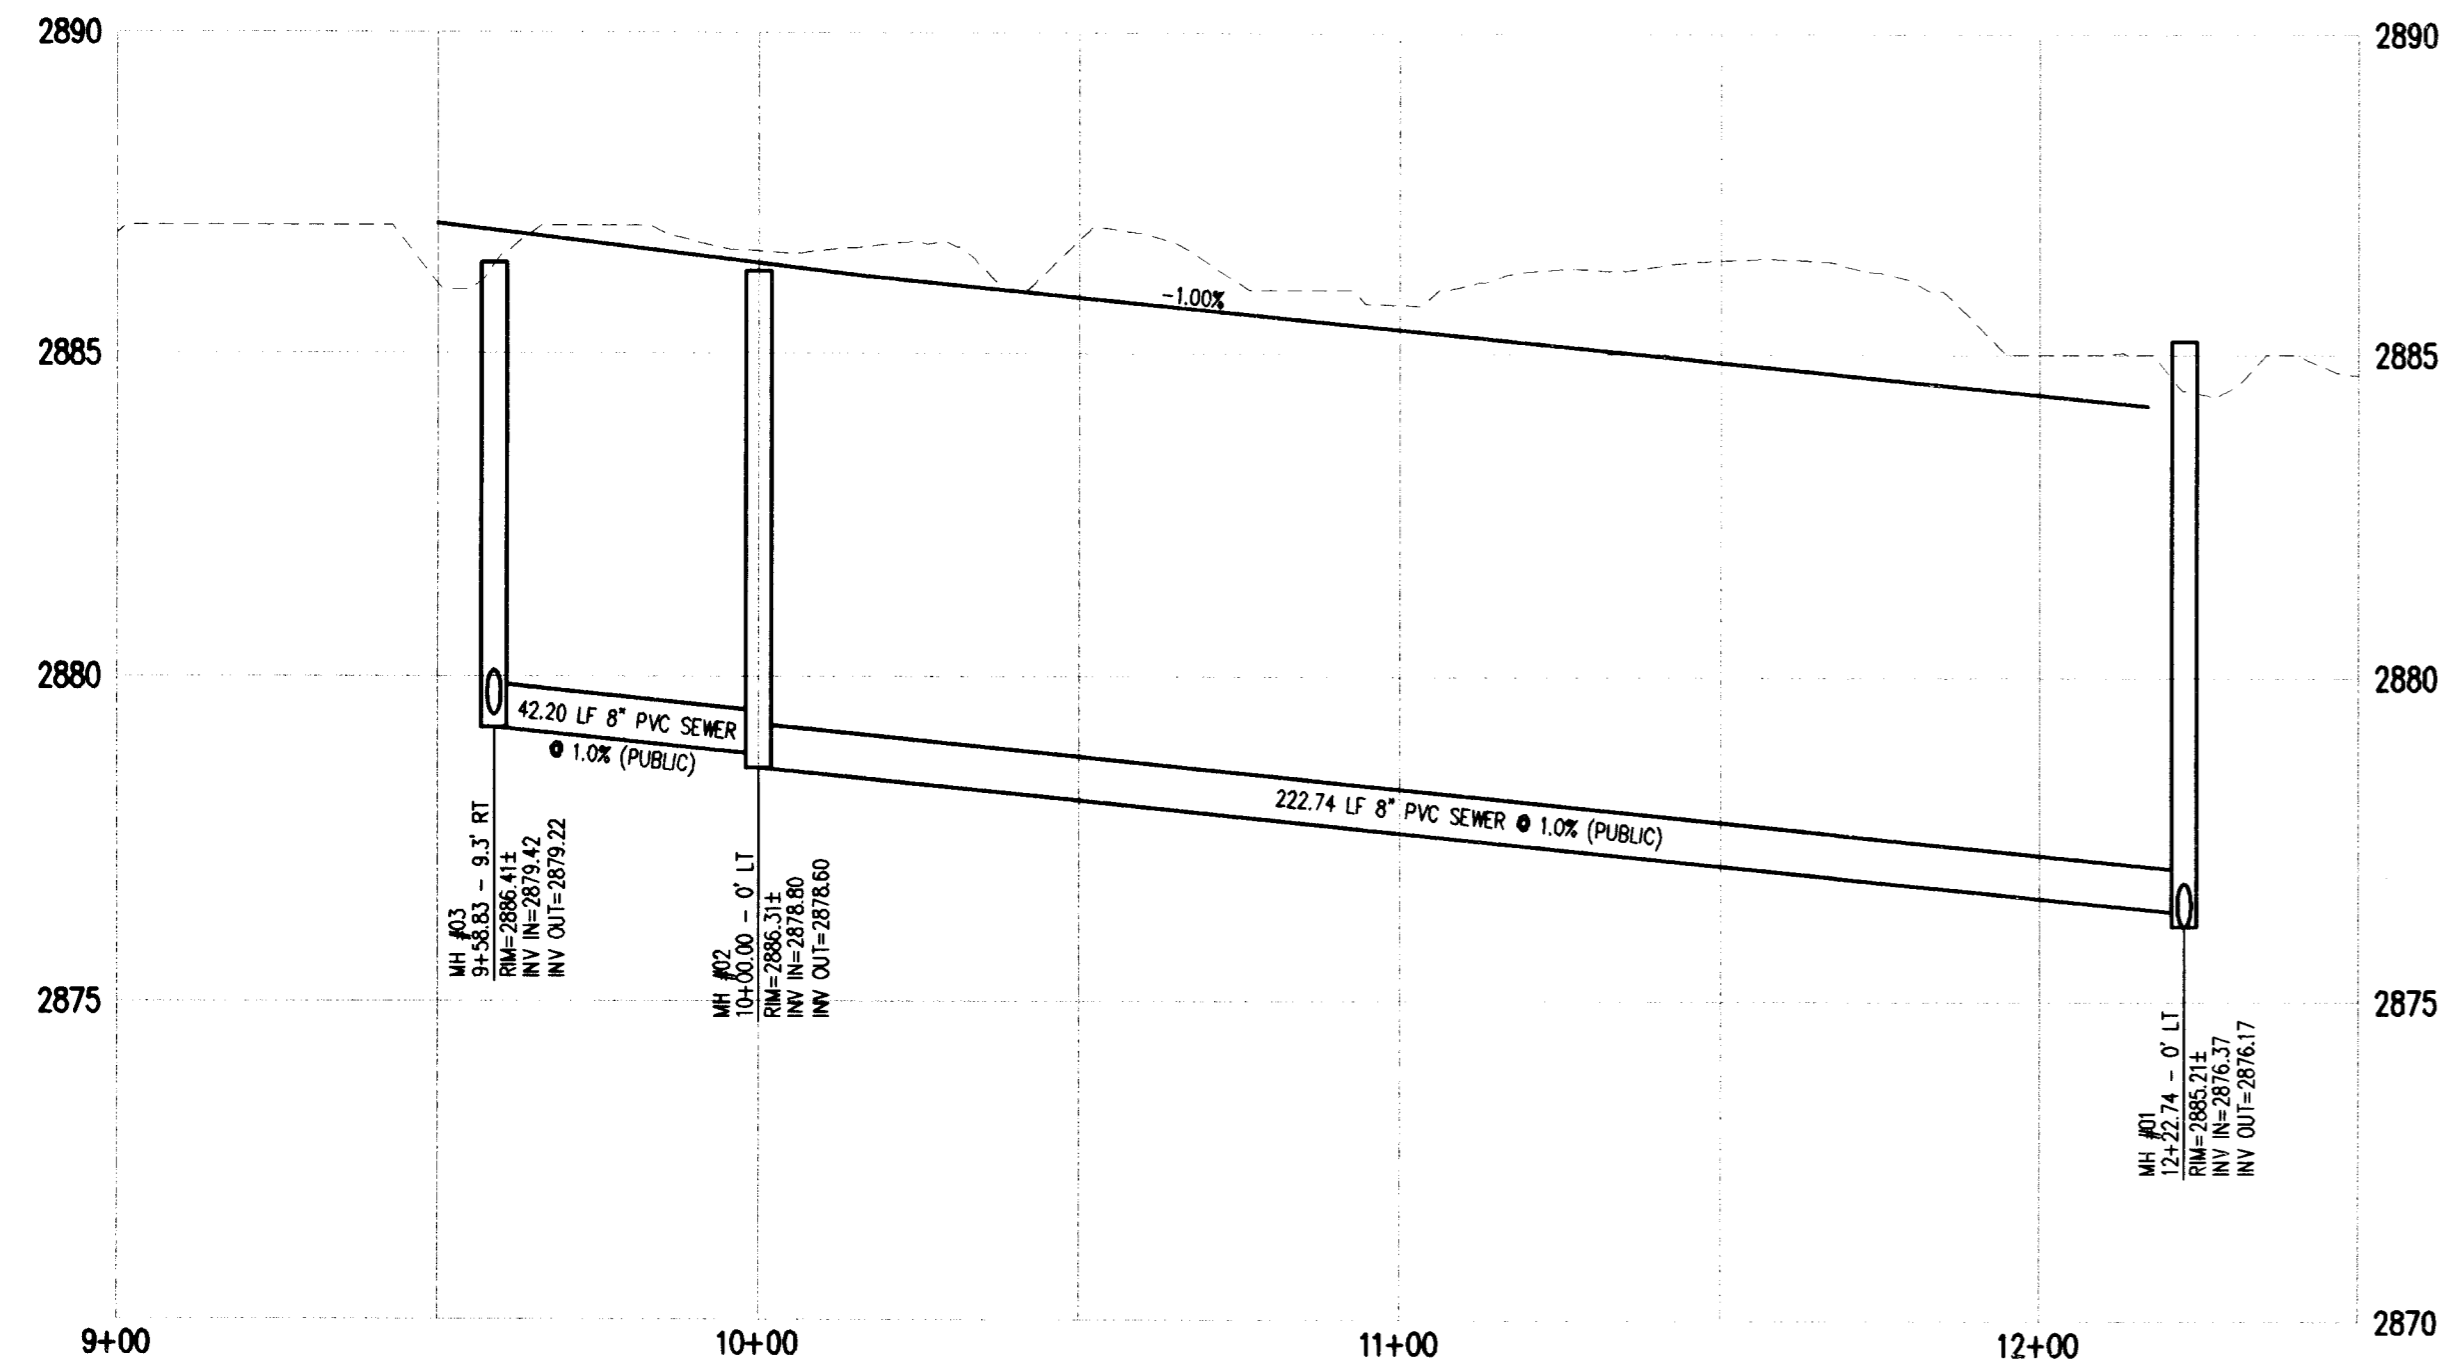 2890
2890
-1.00%
2885
2885
2880
2880
42.20 LF 8" PVC SEWER
@ 1.0% (PUBLIC)
222.74 LF 8" PVC SEWER @ 1.0% (PUBLIC)
MH #03
9+58.83 - 9.3' RT
RIM=2886.41±
INV IN=2879.42
INV OUT=2879.22
MH #02
10+00.00 - 0' LT
RIM=2886.31±
INV IN=2878.80
INV OUT=2878.60
2875
2875
MH #01
12+22.74 - 0' LT
RIM=2885.21±
INV IN=2876.37
INV OUT=2876.17
2870
9+00
10+00
11+00
12+00